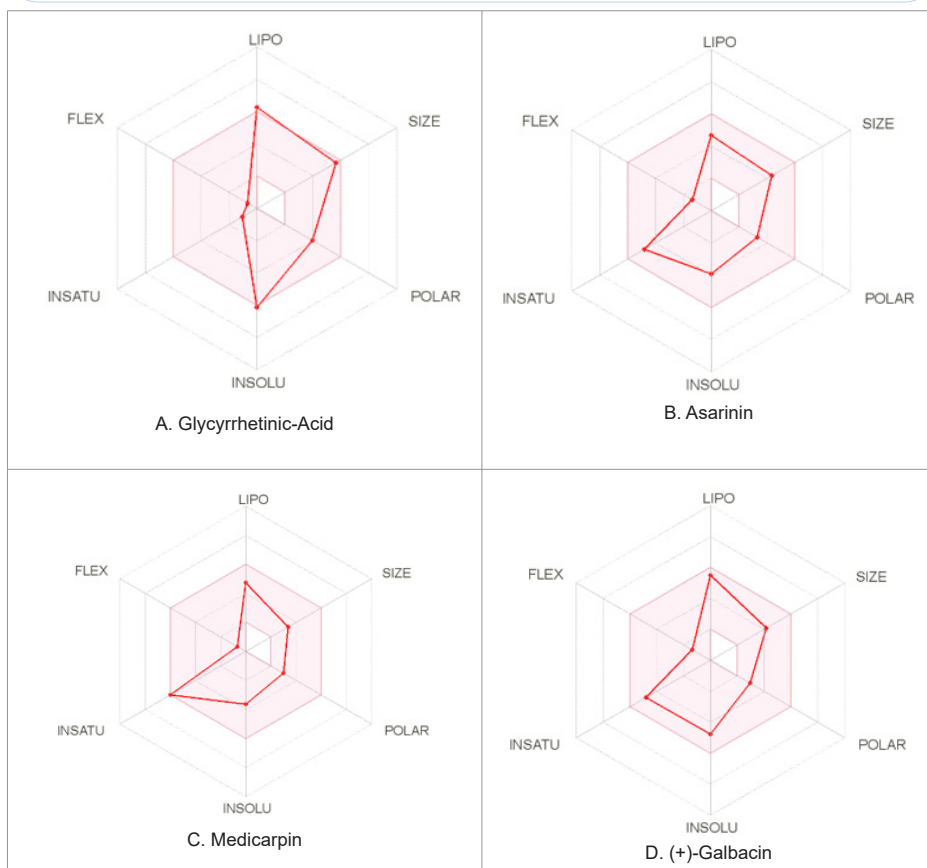 LIPO
FLEX
SIZE
INSATU
POLAR
INSOLU
A. Glycyrrhetinic-Acid
LIPO
FLEX
SIZE
INSATU
POLAR
INSOLU
B. Asarinin
LIPO
FLEX
SIZE
INSATU
POLAR
INSOLU
C. Medicarpin
LIPO
FLEX
SIZE
INSATU
POLAR
INSOLU
D. (+)-Galbacin